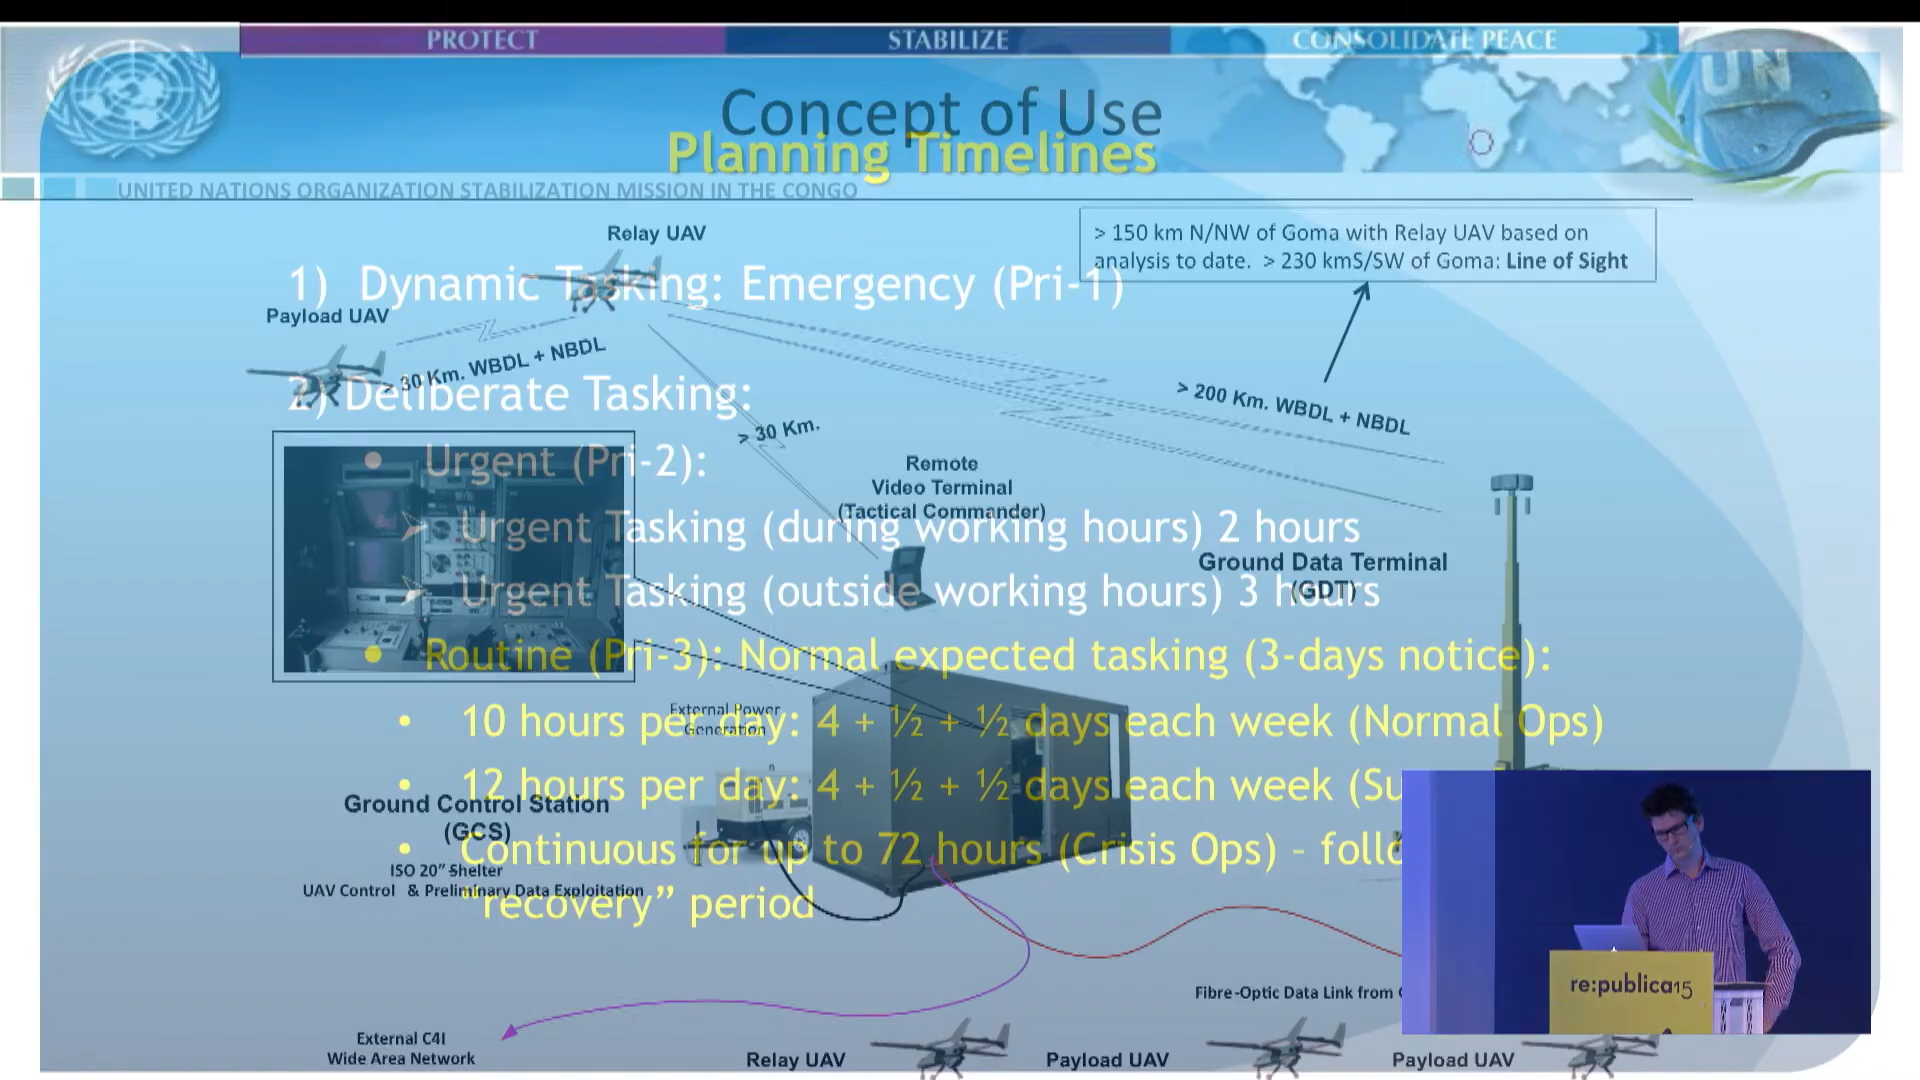 PROTECT
STABILIZE
CONSOLIDATE PEACE
UN
Concept of Use
Planning Timelines
UNITED NATIONS ORGANIZATION STABILIZATION MISSION IN THE CONGO
Relay UAV
> 150 km N/NW of Goma with Relay UAV based on
analysis to date. > 230 kmS/SW of Goma: Line of Sight
1) Dynamic Tasking: Emergency (Pri-1)
Payload UAV
> 30 Km. WBDL + NBDL
2) Deliberate Tasking:
> 200 Km. WBDL + NBDL
> 30 Km.
• Urgent (Pri-2):
Remote
Video Terminal
(Tactical Commander)
Urgent Tasking (during working hours) 2 hours
Ground Data Terminal
(GDT)
Urgent Tasking (outside working hours) 3 hours
• Routine (Pri-3): Normal expected tasking (3-days notice):
External Power
Generation
• 10 hours per day: 4 + ½ + ½ days each week (Normal Ops)
• 12 hours per day: 4 + ½ + ½ days each week (Su
Ground Control Station
(GCS)
• Continuous for up to 72 hours (Crisis Ops) – follo
"recovery" period
ISO 20” Shelter
UAV Control & Preliminary Data Exploitation
re:publica15
Fibre-Optic Data Link from
External C4I
Wide Area Network
Relay UAV
Payload UAV
Payload UAV